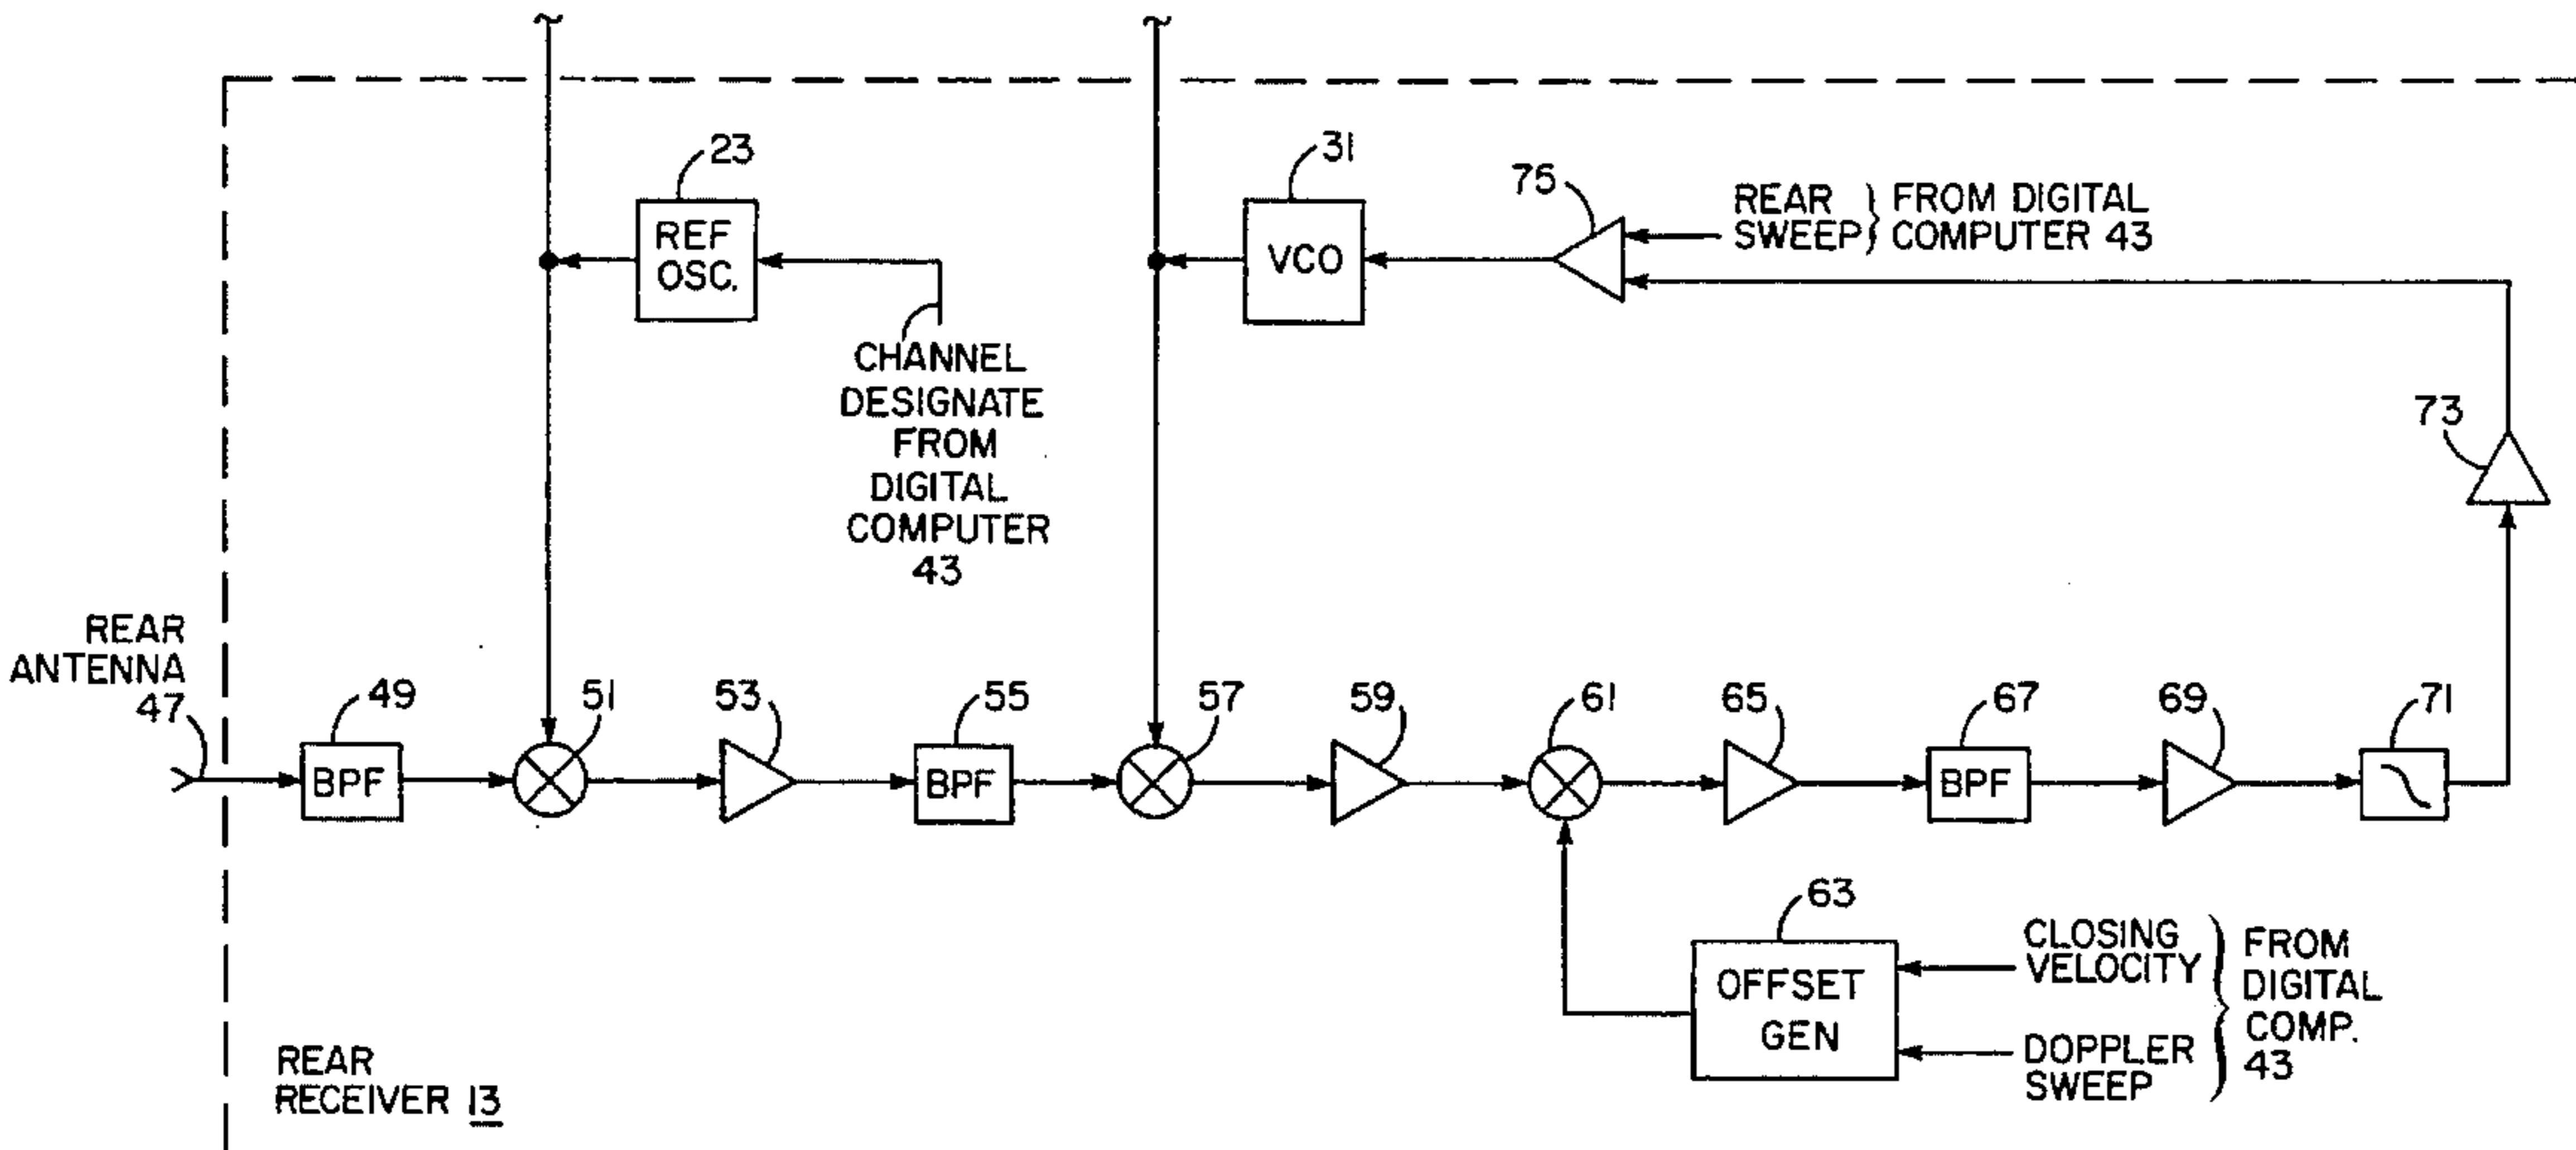 23
REF
OSC.
CHANNEL
DESIGNATE
FROM
DIGITAL
COMPUTER
43
31
VCO
75
REAR
SWEEP
FROM DIGITAL
COMPUTER 43
73
REAR
ANTENNA
47
49
BPF
51
53
55
BPF
57
59
61
65
67
BPF
69
71
63
OFFSET
GEN
CLOSING
VELOCITY
DOPPLER
SWEEP
FROM
DIGITAL
COMP.
43
REAR
RECEIVER 13